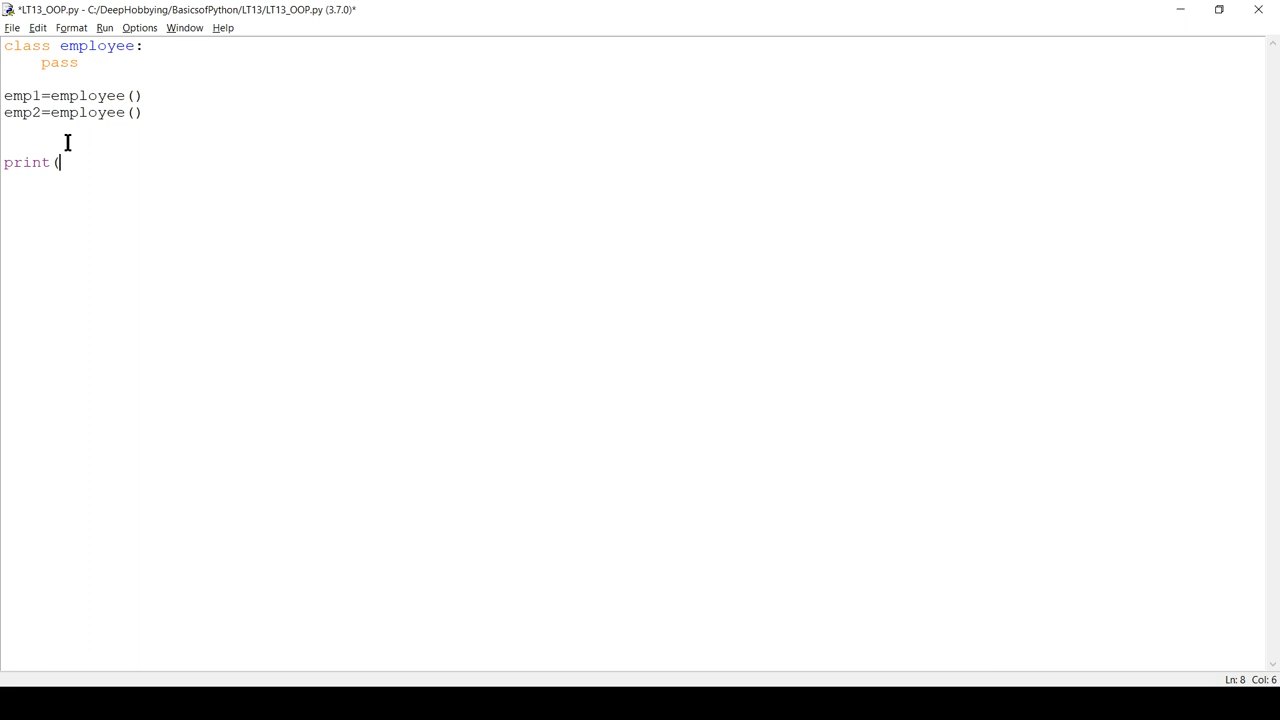 *LT13_OOP.py - C:/DeepHobbying/BasicsofPython/LT13/LT13_OOP.py (3.7.0)*
File Edit Format Run Options Window Help
class employee:
    pass
emp1=employee()
emp2=employee()
print(
Ln: 8 Col: 6